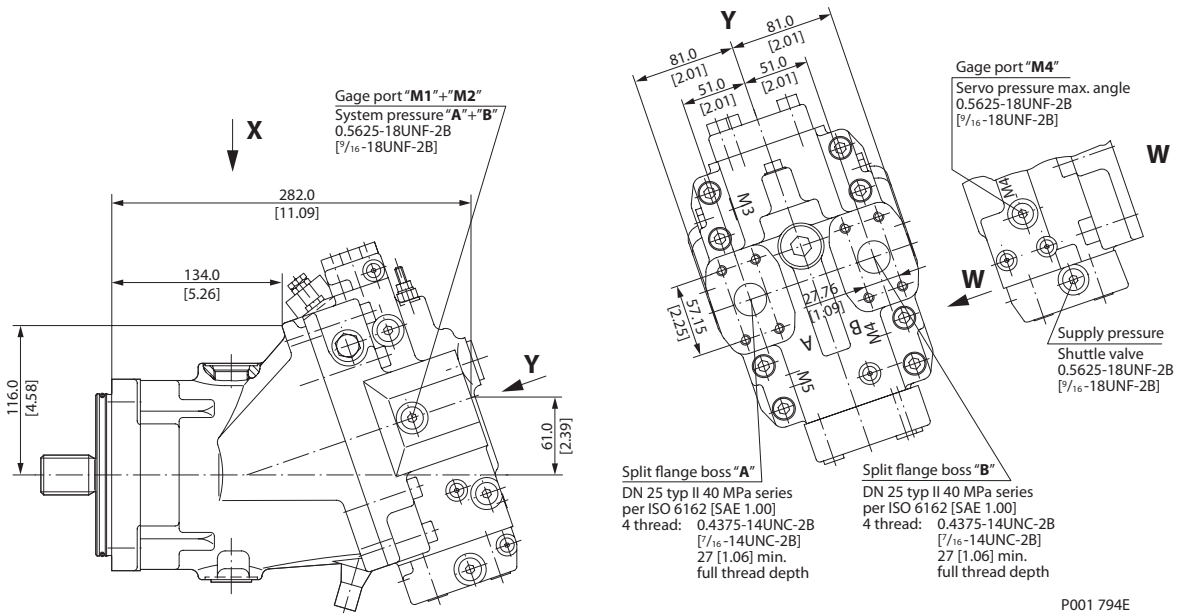 Gage port "M1"+"M2"
System pressure "A"+"B"
0.5625-18UNF-2B
[9/16-18UNF-2B]
X
282.0
[11.09]
134.0
[5.26]
116.0
[4.58]
Y
61.0
[2.39]
Y
81.0
[2.01]
81.0
[2.01]
51.0
[2.01]
51.0
[2.01]
M3
57.15
[2.25]
27.76
[1.09]
A
B
M4
M5
W
Split flange boss "A"
DN 25 typ II 40 MPa series
per ISO 6162 [SAE 1.00]
4 thread: 0.4375-14UNC-2B
[7/16-14UNC-2B]
27 [1.06] min.
full thread depth
Split flange boss "B"
DN 25 typ II 40 MPa series
per ISO 6162 [SAE 1.00]
4 thread: 0.4375-14UNC-2B
[7/16-14UNC-2B]
27 [1.06] min.
full thread depth
Gage port "M4"
Servo pressure max. angle
0.5625-18UNF-2B
[9/16-18UNF-2B]
W
M4
Supply pressure
Shuttle valve
0.5625-18UNF-2B
[9/16-18UNF-2B]
P001 794E